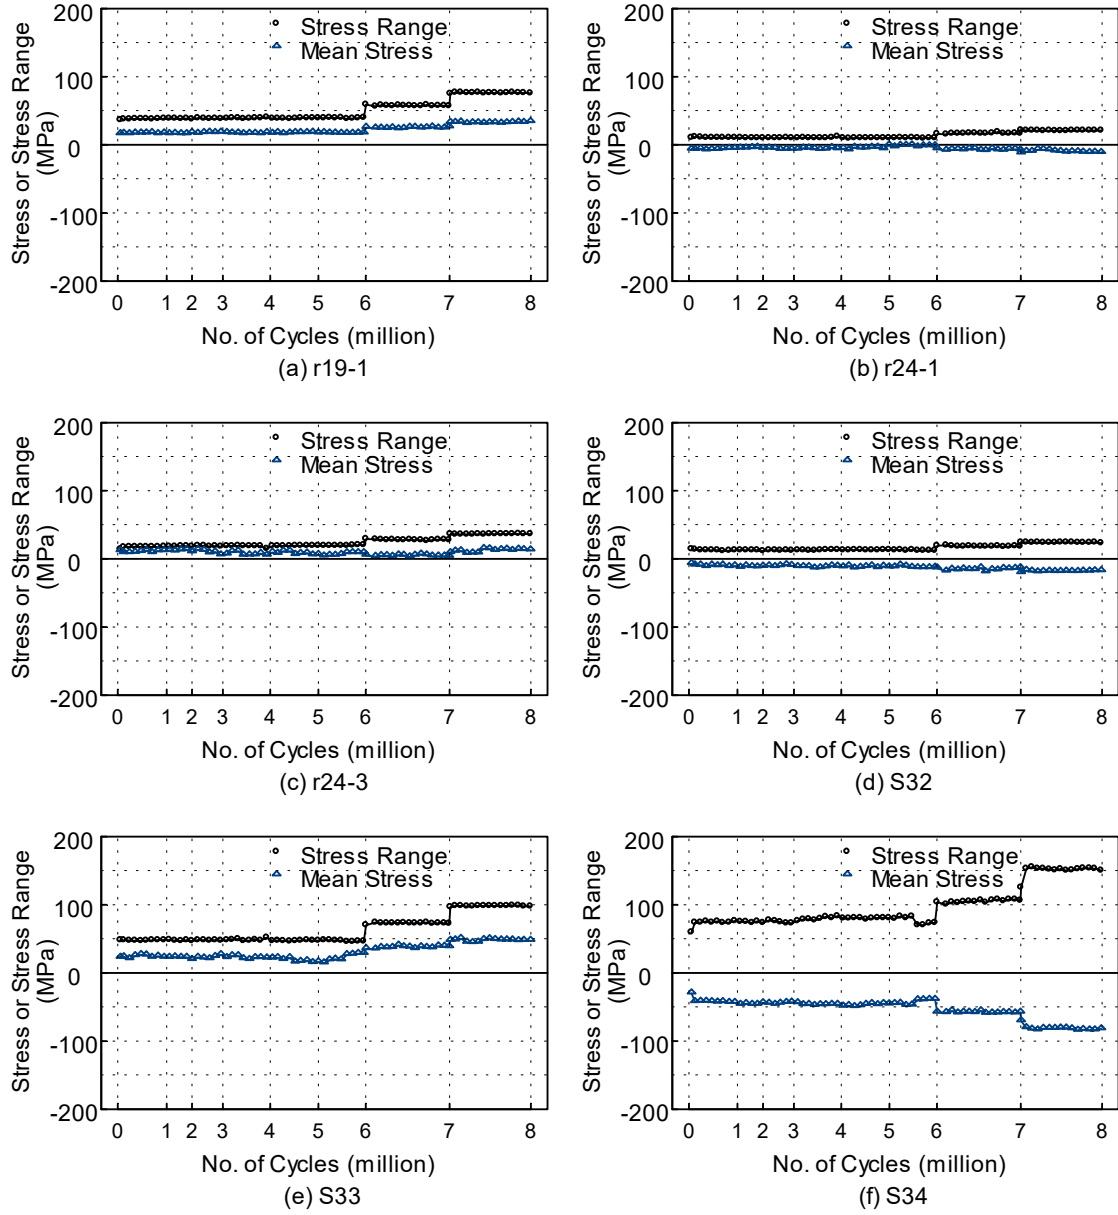 200
100
0
-100
-200
Stress or Stress Range
(MPa)
Stress Range
Mean Stress
0 1 2 3 4 5 6 7 8
No. of Cycles (million)
(a) r19-1
200
100
0
-100
-200
Stress or Stress Range
(MPa)
Stress Range
Mean Stress
0 1 2 3 4 5 6 7 8
No. of Cycles (million)
(b) r24-1
200
100
0
-100
-200
Stress or Stress Range
(MPa)
Stress Range
Mean Stress
0 1 2 3 4 5 6 7 8
No. of Cycles (million)
(c) r24-3
200
100
0
-100
-200
Stress or Stress Range
(MPa)
Stress Range
Mean Stress
0 1 2 3 4 5 6 7 8
No. of Cycles (million)
(d) S32
200
100
0
-100
-200
Stress or Stress Range
(MPa)
Stress Range
Mean Stress
0 1 2 3 4 5 6 7 8
No. of Cycles (million)
(e) S33
200
100
0
-100
-200
Stress or Stress Range
(MPa)
Stress Range
Mean Stress
0 1 2 3 4 5 6 7 8
No. of Cycles (million)
(f) S34